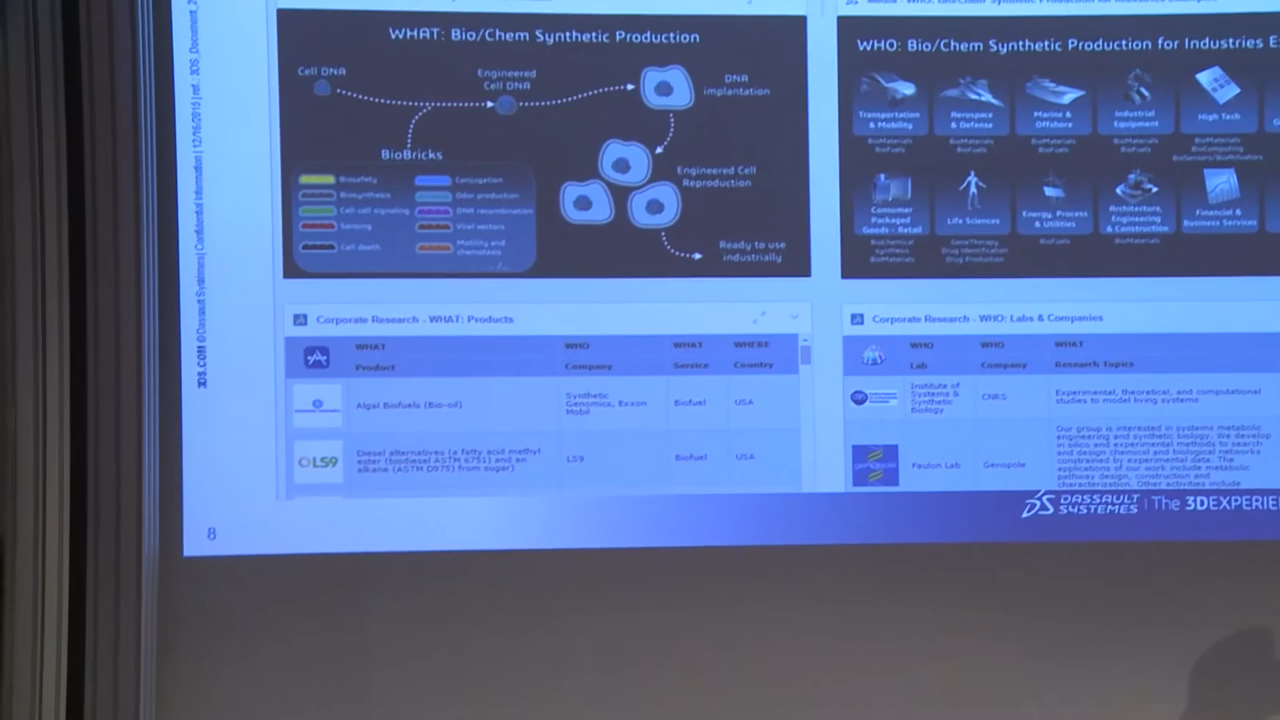 3DS.COM © Dassault Systèmes | Confidential Information | 12/16/2015 | ref.: 3DS_Document_2
WHAT: Bio/Chem Synthetic Production
Cell DNA
Engineered
Cell DNA
DNA
implantation
BioBricks
Biosafety
Conjugation
Biosynthesis
Odor production
Cell-cell signaling
DNA recombination
Sensing
Viral vectors
Cell death
Motility and
chemotaxis
Engineered Cell
Reproduction
Ready to use
industrially
WHO: Bio/Chem Synthetic Production for Industries E
Transportation
& Mobility
BioMaterials
BioFuels
Aerospace
& Defense
BioMaterials
BioFuels
Marine &
Offshore
BioMaterials
BioFuels
Industrial
Equipment
BioMaterials
BioFuels
High Tech
BioMaterials
BioComputing
BioSensors/BioActuators
Consumer
Packaged
Goods - Retail
BioChemical
synthesis
BioMaterials
Life Sciences
GeneTherapy
Drug Identification
Drug Production
Energy, Process
& Utilities
BioFuels
Architecture,
Engineering
& Construction
BioMaterials
Financial &
Business Services
Corporate Research - WHAT: Products
WHAT
Product
WHO
Company
WHAT
Service
WHERE
Country
Algal Biofuels (Bio-oil)
Synthetic
Genomics, Exxon
Mobil
Biofuel
USA
LS9
Diesel alternatives (a fatty acid methyl
ester (biodiesel ASTM 6751) and an
alkane (ASTM D975) from sugar)
LS9
Biofuel
USA
Corporate Research - WHO: Labs & Companies
WHO
Lab
WHO
Company
WHAT
Research Topics
Institute of
Systems &
Synthetic
Biology
CNRS
Experimental, theoretical, and computational
studies to model living systems
Faulon Lab
Genopole
Our group is interested in systems metabolic
engineering and synthetic biology. We develop
in silico and experimental methods to search
and design chemical and biological networks
constrained by experimental data. The
applications of our work include metabolic
pathway design, construction and
characterization. Other activities include
8
DASSAULT
SYSTEMES | The 3DEXPERIE